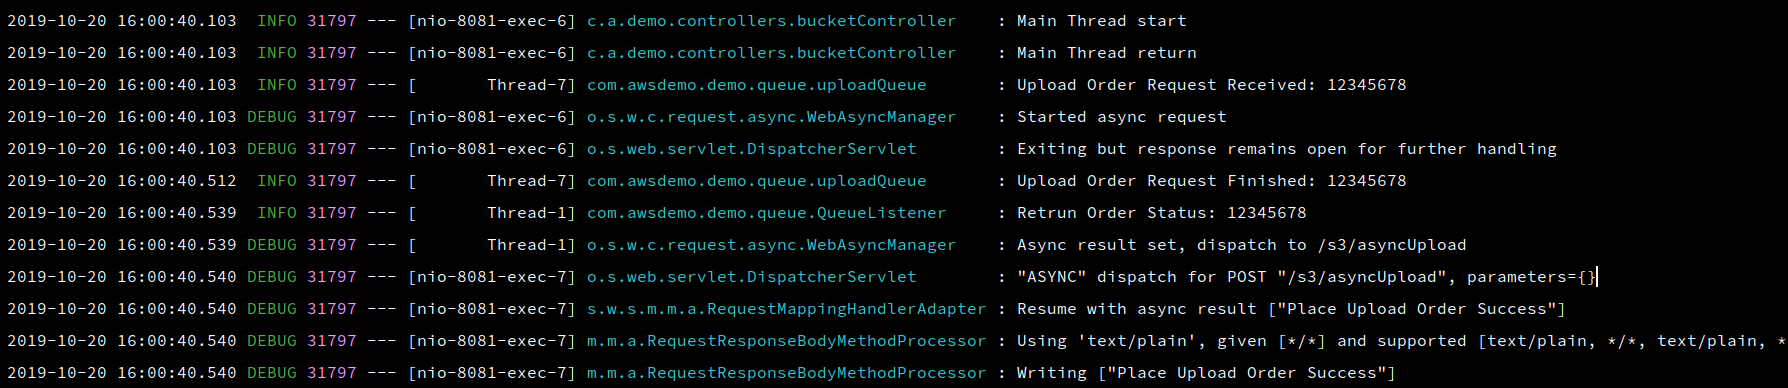 2019-10-20 16:00:40.103  INFO 31797 --- [nio-8081-exec-6] c.a.demo.controllers.bucketController    : Main Thread start
2019-10-20 16:00:40.103  INFO 31797 --- [nio-8081-exec-6] c.a.demo.controllers.bucketController    : Main Thread return
2019-10-20 16:00:40.103  INFO 31797 --- [       Thread-7] com.awsdemo.demo.queue.uploadQueue       : Upload Order Request Received: 12345678
2019-10-20 16:00:40.103 DEBUG 31797 --- [nio-8081-exec-6] o.s.w.c.request.async.WebAsyncManager    : Started async request
2019-10-20 16:00:40.103 DEBUG 31797 --- [nio-8081-exec-6] o.s.web.servlet.DispatcherServlet        : Exiting but response remains open for further handling
2019-10-20 16:00:40.512  INFO 31797 --- [       Thread-7] com.awsdemo.demo.queue.uploadQueue       : Upload Order Request Finished: 12345678
2019-10-20 16:00:40.539  INFO 31797 --- [       Thread-1] com.awsdemo.demo.queue.QueueListener     : Retrun Order Status: 12345678
2019-10-20 16:00:40.539 DEBUG 31797 --- [       Thread-1] o.s.w.c.request.async.WebAsyncManager    : Async result set, dispatch to /s3/asyncUpload
2019-10-20 16:00:40.540 DEBUG 31797 --- [nio-8081-exec-7] o.s.web.servlet.DispatcherServlet        : "ASYNC" dispatch for POST "/s3/asyncUpload", parameters={}
2019-10-20 16:00:40.540 DEBUG 31797 --- [nio-8081-exec-7] s.w.s.m.m.a.RequestMappingHandlerAdapter : Resume with async result ["Place Upload Order Success"]
2019-10-20 16:00:40.540 DEBUG 31797 --- [nio-8081-exec-7] m.m.a.RequestResponseBodyMethodProcessor : Using 'text/plain', given [*/*] and supported [text/plain, */*, text/plain, *
2019-10-20 16:00:40.540 DEBUG 31797 --- [nio-8081-exec-7] m.m.a.RequestResponseBodyMethodProcessor : Writing ["Place Upload Order Success"]